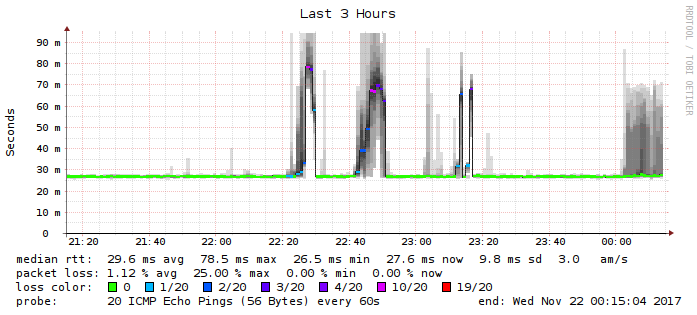 Last 3 Hours
RRDTOOL / TOBI OETIKER
Seconds
90 m
80 m
70 m
60 m
50 m
40 m
30 m
20 m
10 m
0
21:20 21:40 22:00 22:20 22:40 23:00 23:20 23:40 00:00
median rtt: 29.6 ms avg 78.5 ms max 26.5 ms min 27.6 ms now 9.8 ms sd 3.0 am/s
packet loss: 1.12 % avg 25.00 % max 0.00 % min 0.00 % now
loss color: 0 1/20 2/20 3/20 4/20 10/20 19/20
probe: 20 ICMP Echo Pings (56 Bytes) every 60s end: Wed Nov 22 00:15:04 2017